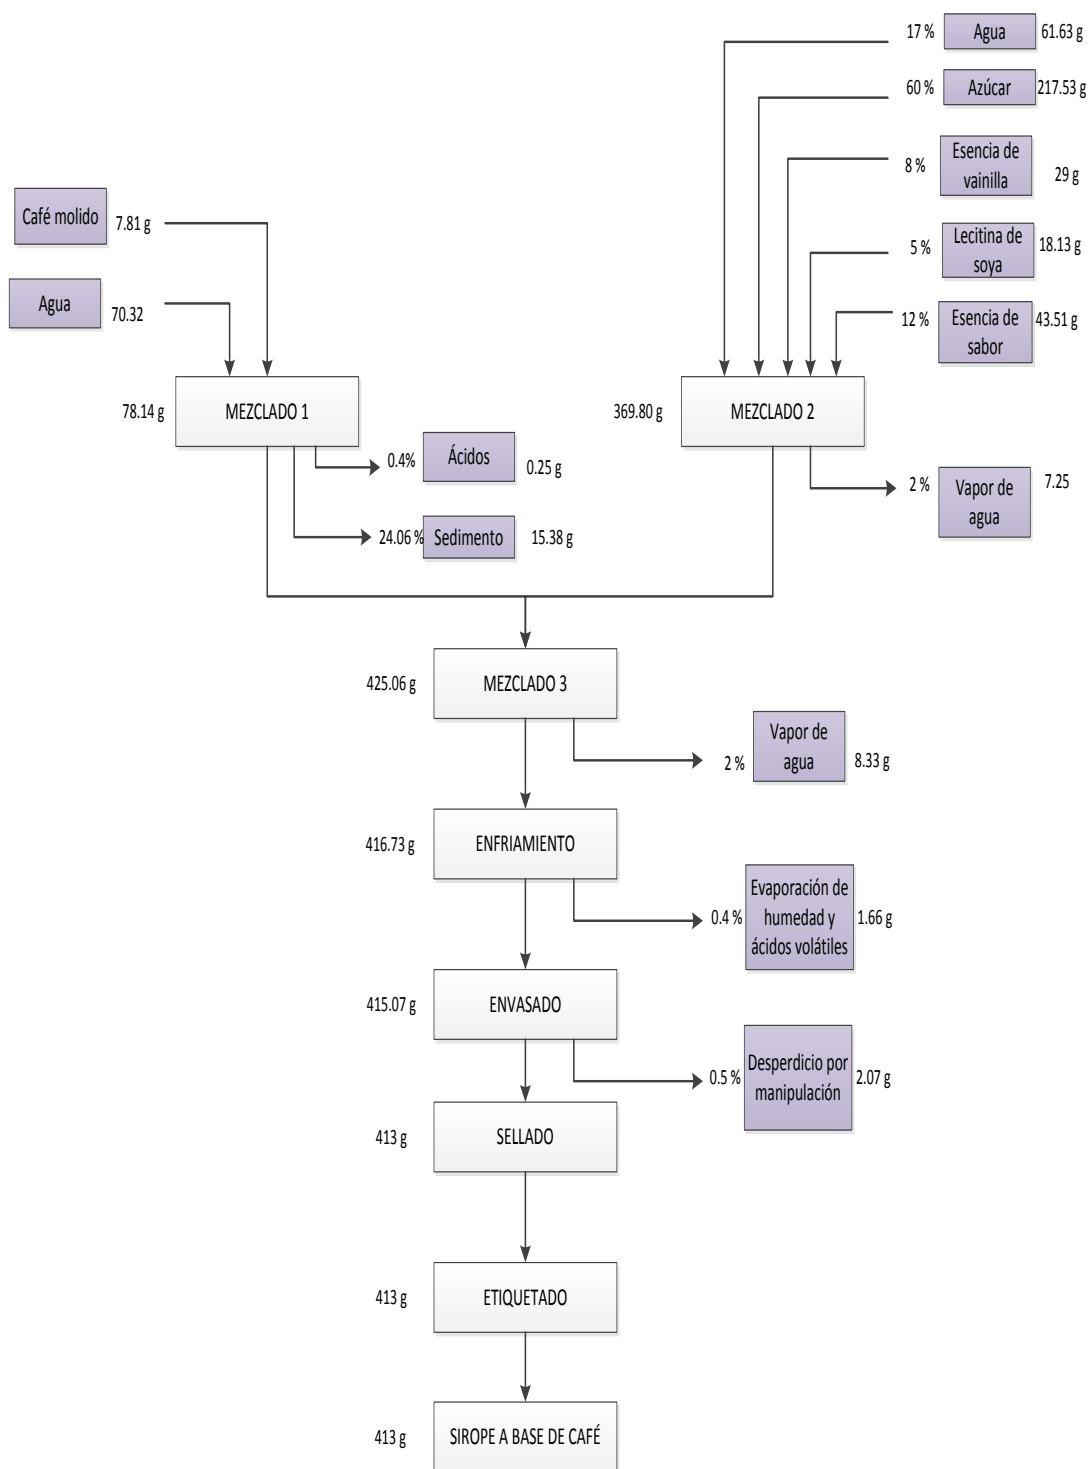 17 %
Agua
61.63 g
60 %
Azúcar
217.53 g
8 %
Esencia de
vainilla
29 g
Café molido
7.81 g
5 %
Lecitina de
soya
18.13 g
Agua
70.32
12 %
Esencia de
sabor
43.51 g
78.14 g
MEZCLADO 1
369.80 g
MEZCLADO 2
0.4%
Ácidos
0.25 g
2 %
Vapor de
agua
7.25
24.06 %
Sedimento
15.38 g
425.06 g
MEZCLADO 3
2 %
Vapor de
agua
8.33 g
416.73 g
ENFRIAMIENTO
0.4 %
Evaporación de
humedad y
ácidos volátiles
1.66 g
415.07 g
ENVASADO
0.5 %
Desperdicio por
manipulación
2.07 g
413 g
SELLADO
413 g
ETIQUETADO
413 g
SIROPE A BASE DE CAFÉ